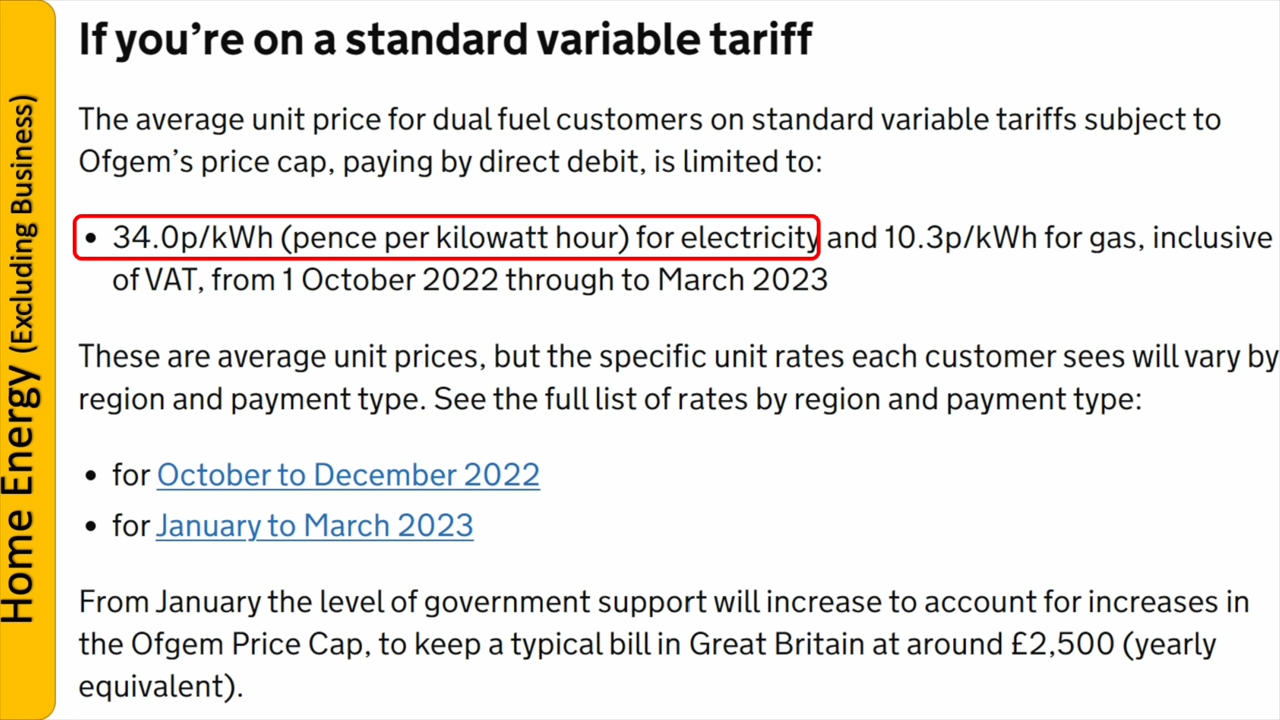 If you’re on a standard variable tariff
The average unit price for dual fuel customers on standard variable tariffs subject to
Ofgem’s price cap, paying by direct debit, is limited to:
• 34.0p/kWh (pence per kilowatt hour) for electricity and 10.3p/kWh for gas, inclusive
of VAT, from 1 October 2022 through to March 2023
These are average unit prices, but the specific unit rates each customer sees will vary by
region and payment type. See the full list of rates by region and payment type:
• for October to December 2022
• for January to March 2023
From January the level of government support will increase to account for increases in
the Ofgem Price Cap, to keep a typical bill in Great Britain at around £2,500 (yearly
equivalent).
Home Energy (Excluding Business)